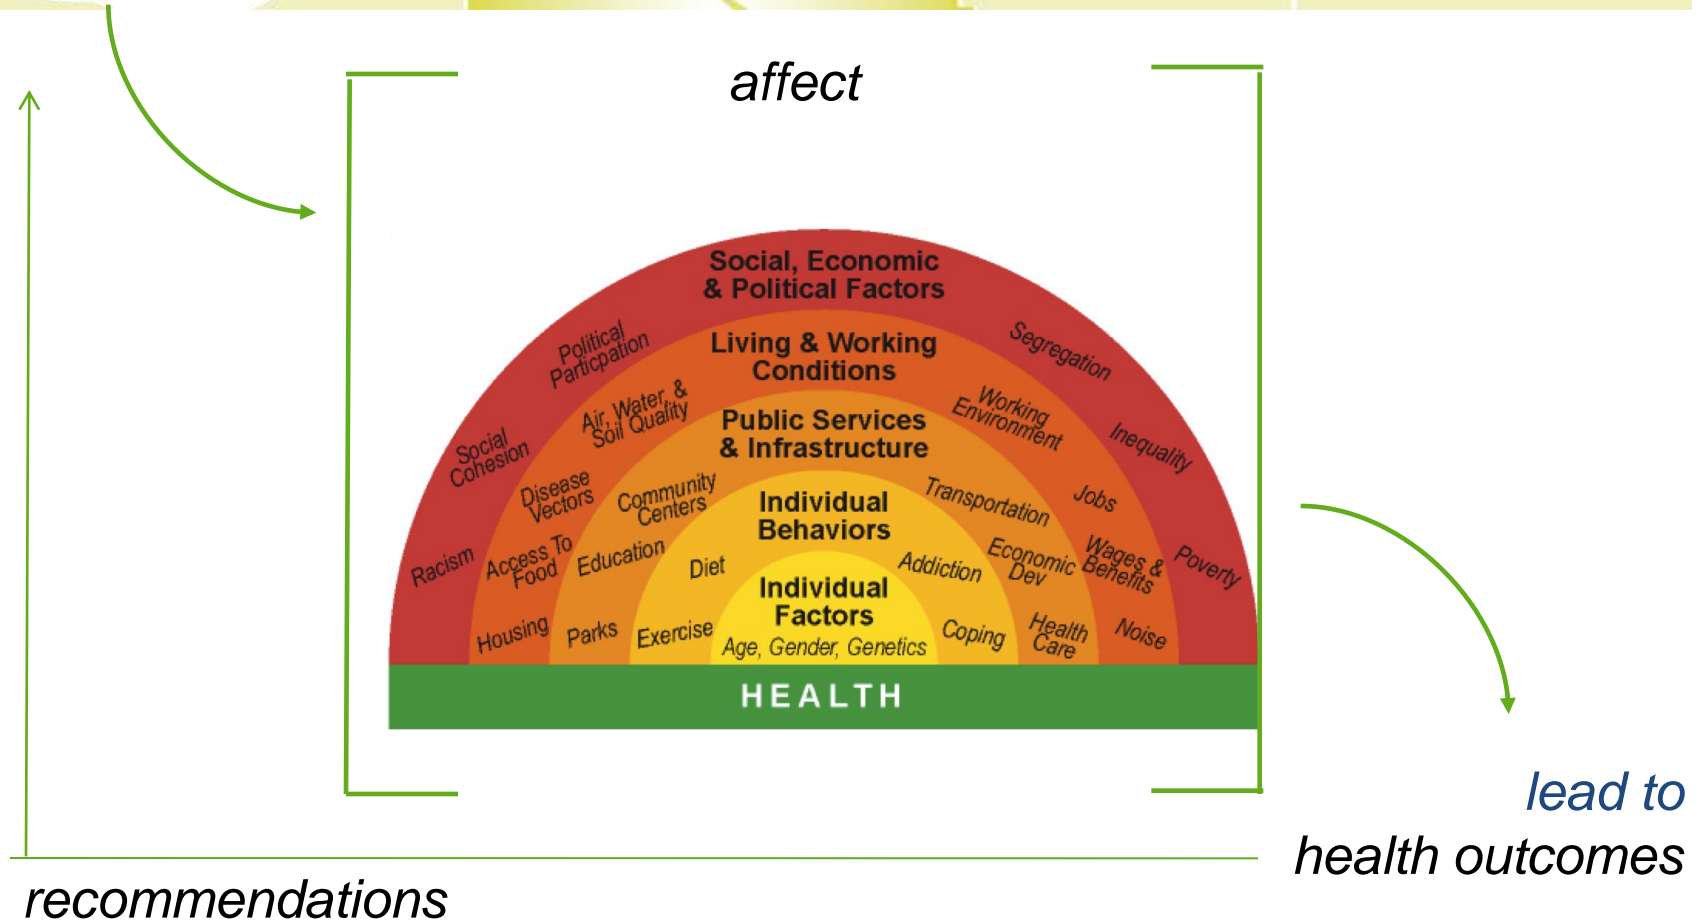 affect
Social, Economic
& Political Factors
Political
Particpation
Segregation
Living & Working
Conditions
Air, Water, &
Soil Quality
Working
Environment
Social
Cohesion
Inequality
Public Services
& Infrastructure
Disease
Vectors
Community
Centers
Transportation
Jobs
Individual
Behaviors
Racism
Access To
Food
Education
Diet
Addiction
Economic
Dev
Wages &
Benefits
Poverty
Individual
Factors
Housing
Parks
Exercise
Age, Gender, Genetics
Coping
Health
Care
Noise
HEALTH
lead to
health outcomes
recommendations